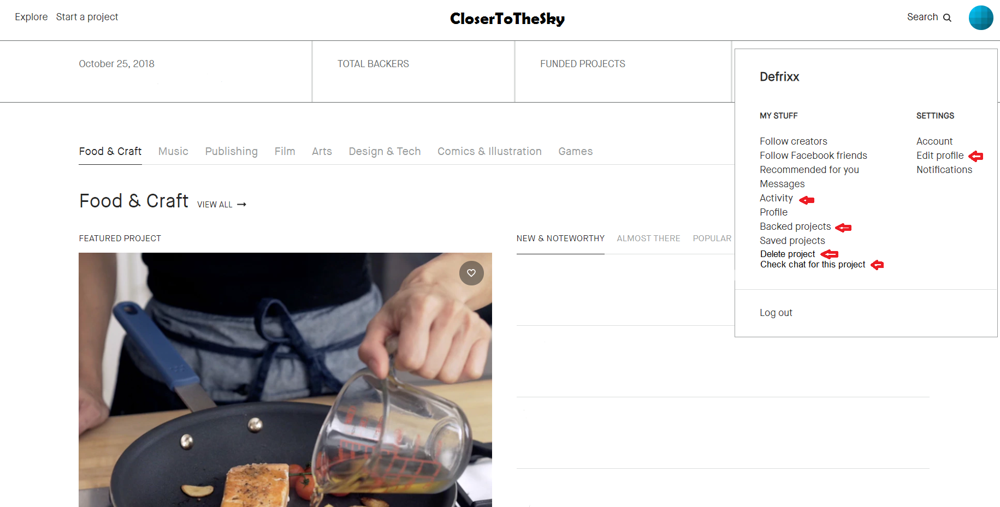 Explore Start a project
CloserToTheSky
Search
October 25, 2018
TOTAL BACKERS
FUNDED PROJECTS
Defrixx
MY STUFF
Follow creators
Follow Facebook friends
Recommended for you
Messages
Activity
Profile
Backed projects
Saved projects
Delete project
Check chat for this project
SETTINGS
Account
Edit profile
Notifications
Log out
Food & Craft Music Publishing Film Arts Design & Tech Comics & Illustration Games
Food & Craft VIEW ALL →
FEATURED PROJECT
NEW & NOTEWORTHY ALMOST THERE POPULAR